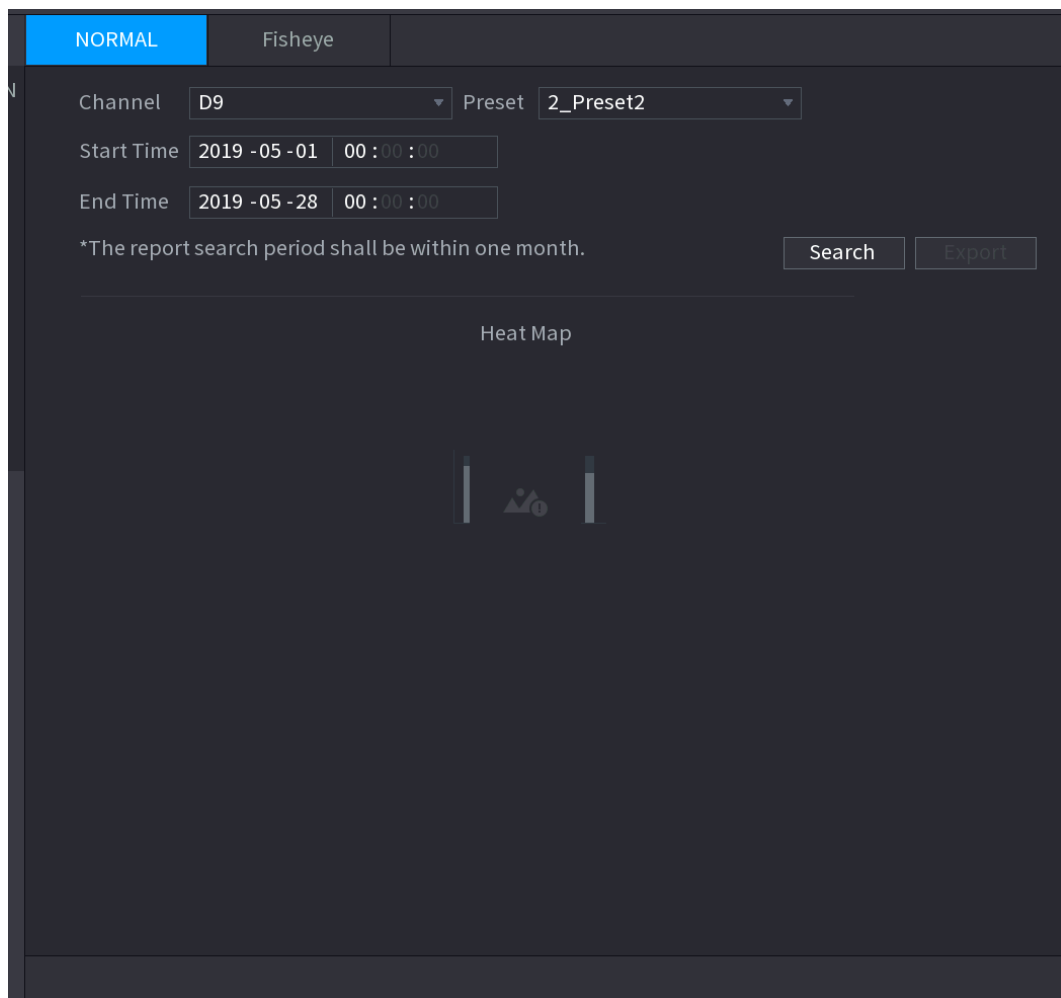 NORMAL Fisheye
N
Channel D9 Preset 2_Preset2
Start Time 2019 -05 -01 00 :00 :00
End Time 2019 -05 -28 00 :00 :00
*The report search period shall be within one month.
Search Export
Heat Map